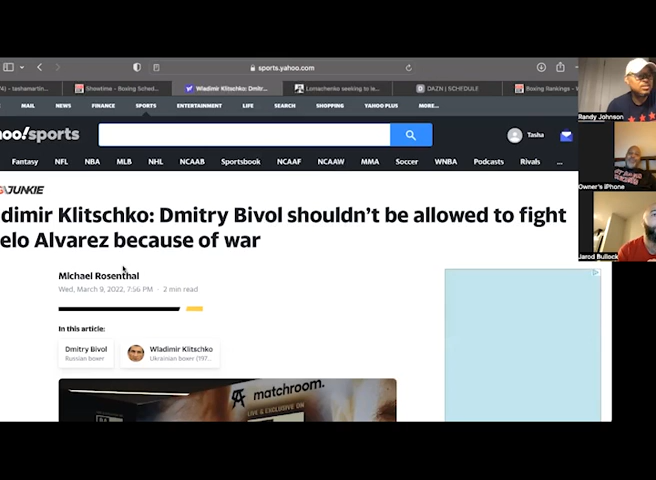 sports.yahoo.com
) - tashamartin...
Showtime - Boxing Sched...
Wladimir Klitschko: Dmitr...
Lomachenko seeking to le...
DAZN | SCHEDULE
Boxing Rankings -
MAIL NEWS FINANCE SPORTS ENTERTAINMENT LIFE SEARCH SHOPPING YAHOO PLUS MORE...
hoo!sports
Tasha
Fantasy NFL NBA MLB NHL NCAAB Sportsbook NCAAF NCAAW MMA Soccer WNBA Podcasts Rivals ...
JUNKIE
dimir Klitschko: Dmitry Bivol shouldn't be allowed to fight
elo Alvarez because of war
Michael Rosenthal
Wed, March 9, 2022, 7:56 PM · 2 min read
In this article:
Dmitry Bivol
Russian boxer
Wladimir Klitschko
Ukrainian boxer (197...
matchroom.
LIVE & EXCLUSIVE ON
Randy Johnson
Owner's iPhone
Jarod Bullock